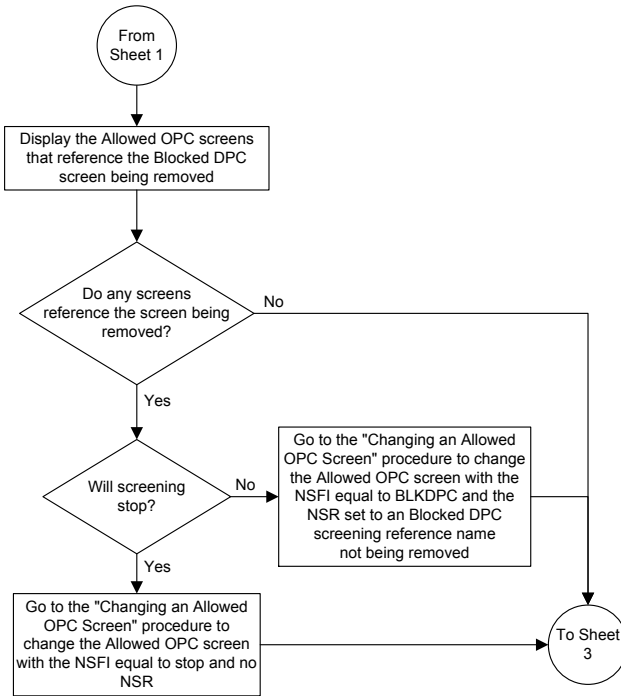 From
Sheet 1
Display the Allowed OPC screens
that reference the Blocked DPC
screen being removed
Do any screens
reference the screen being
removed?
No
Yes
Will screening
stop?
No
Go to the "Changing an Allowed
OPC Screen" procedure to change
the Allowed OPC screen with the
NSFI equal to BLKDPC and the
NSR set to an Blocked DPC
screening reference name
not being removed
Yes
Go to the "Changing an Allowed
OPC Screen" procedure to
change the Allowed OPC screen
with the NSFI equal to stop and no
NSR
To Sheet
3